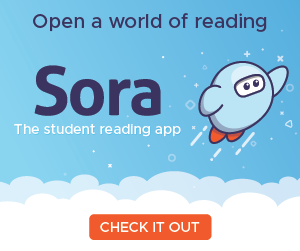 Open a world of reading
Sora
The student reading app
CHECK IT OUT